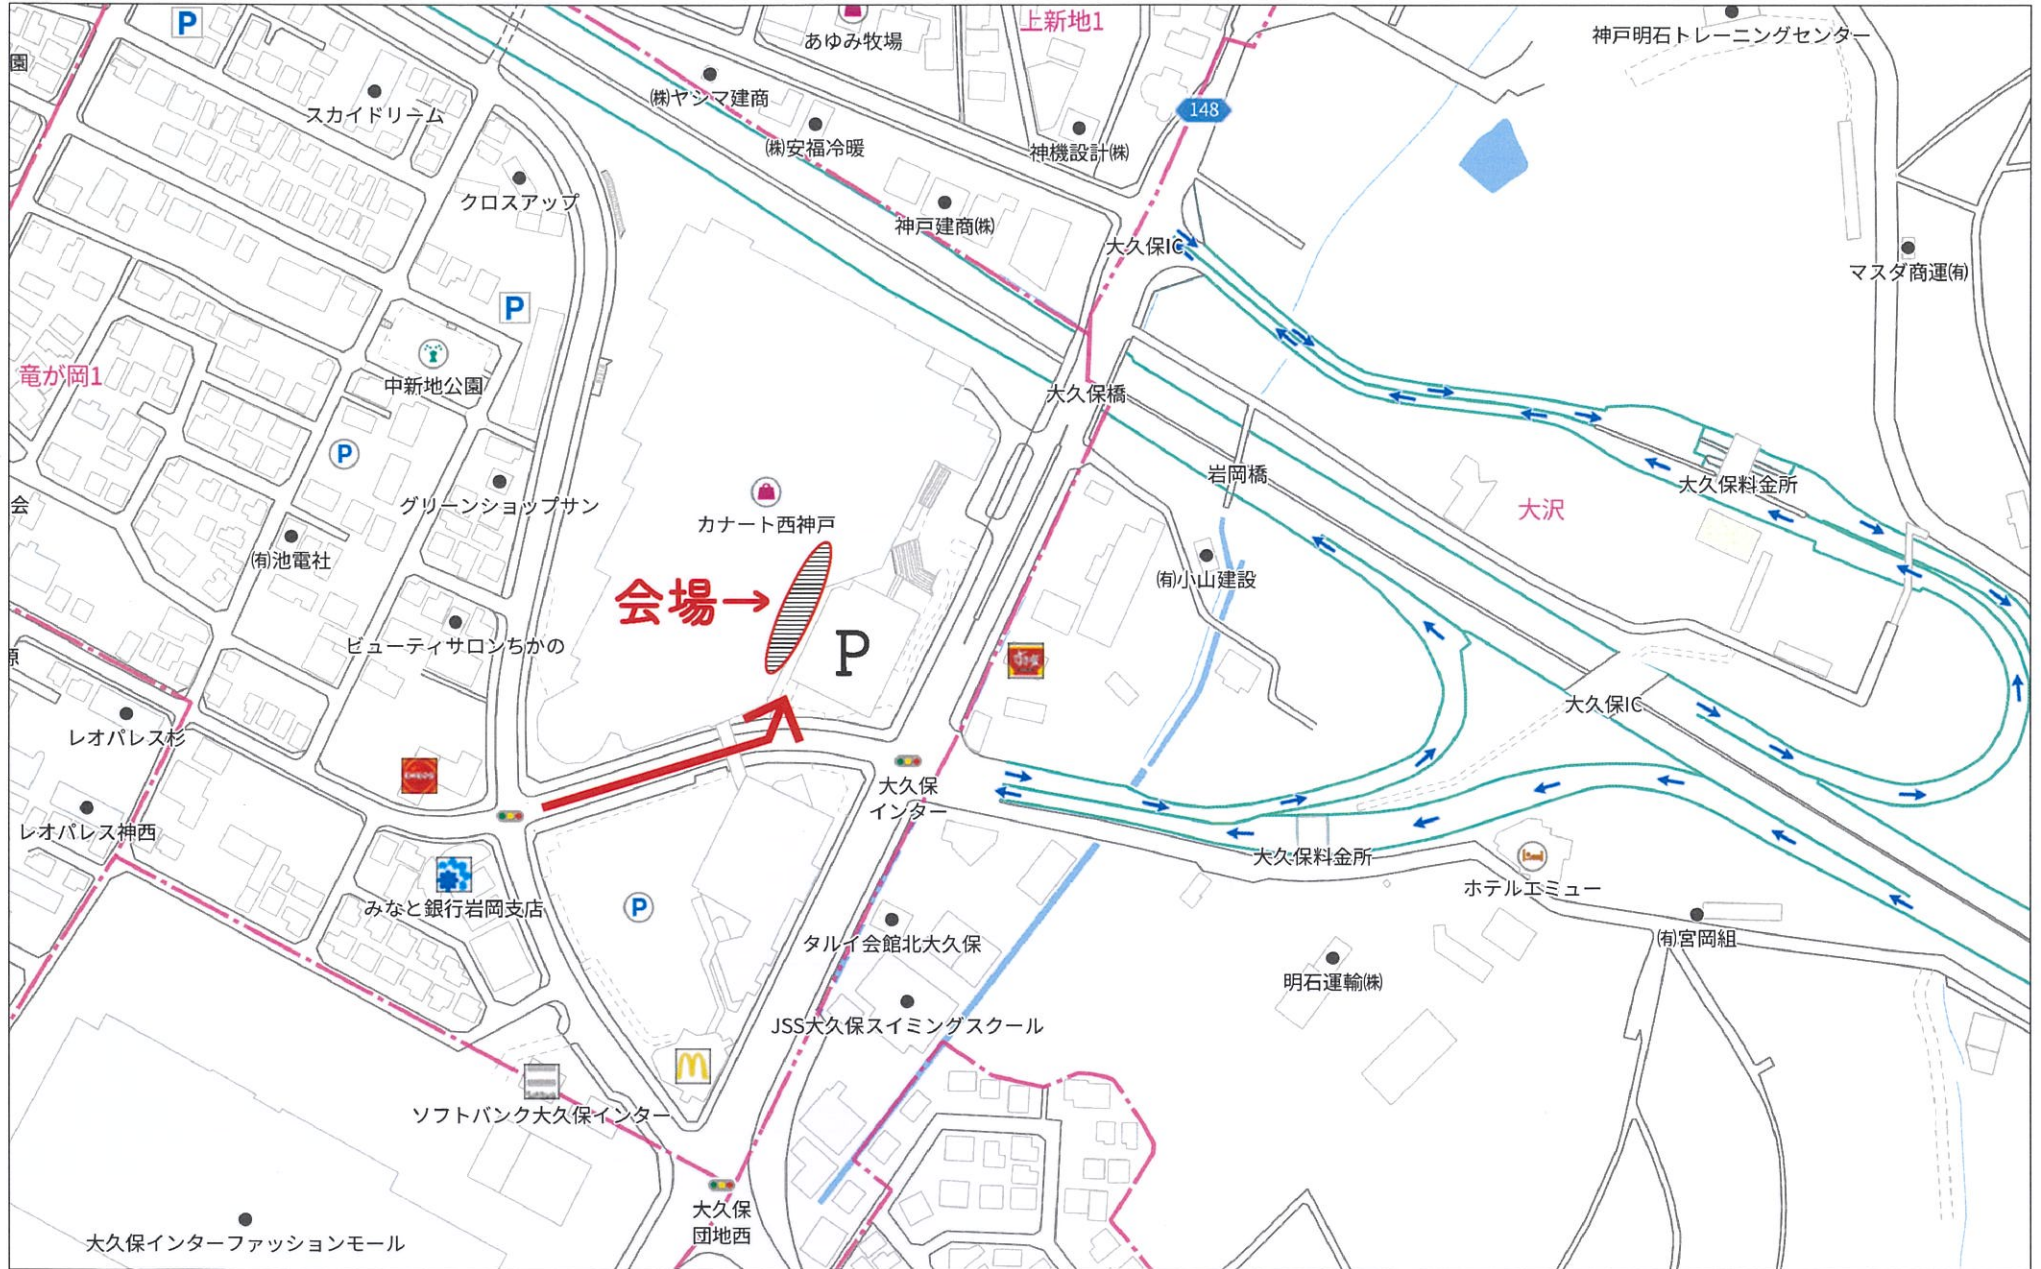 P
上新地1
あゆみ牧場
神戸明石トレーニングセンター
園
スカイドリーム
㈱ヤシマ建商
148
㈱安福冷暖
神機設計㈱
クロスアップ
神戸建商㈱
大久保IC
マスダ商運㈲
P
竜が岡1
中新地公園
大久保橋
P
岩岡橋
大久保料金所
会
グリーンショップサン
カナート西神戸
大沢
㈲池電社
㈲小山建設
会場→
P
すき家
ビューティサロンちかの
原
大久保IC
レオパレス杉
ENEOS
大久保
インター
レオパレス神西
大久保料金所
ホテルエミュー
みなと銀行岩岡支店
P
タルイ会館北大久保
㈲宮岡組
明石運輸㈱
JSS大久保スイミングスクール
M
ソフトバンク大久保インター
大久保
団地西
大久保インターファッションモール